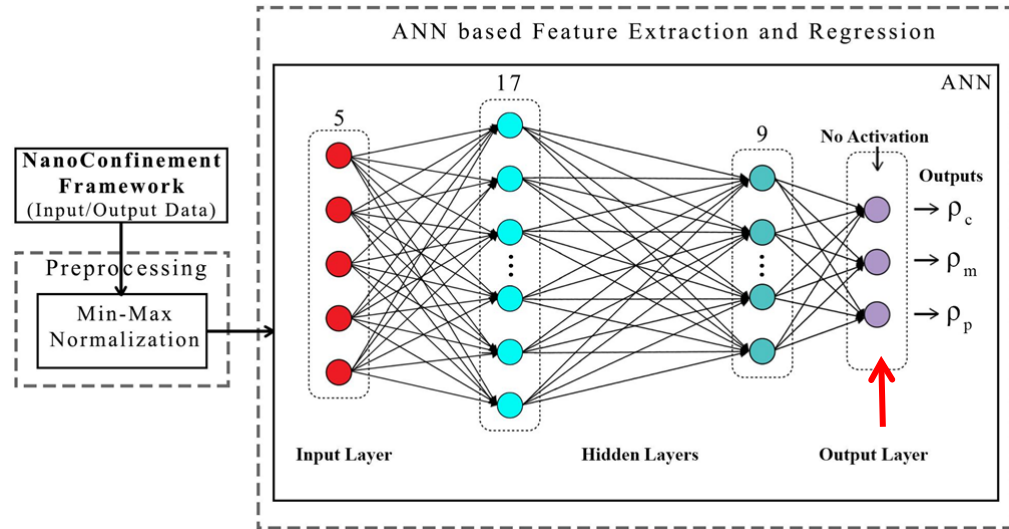 ANN based Feature Extraction and Regression
ANN
5
17
9
No Activation
Outputs
NanoConfinement
Framework
(Input/Output Data)
Preprocessing
Min-Max
Normalization
ρc
ρm
ρp
Input Layer
Hidden Layers
Output Layer